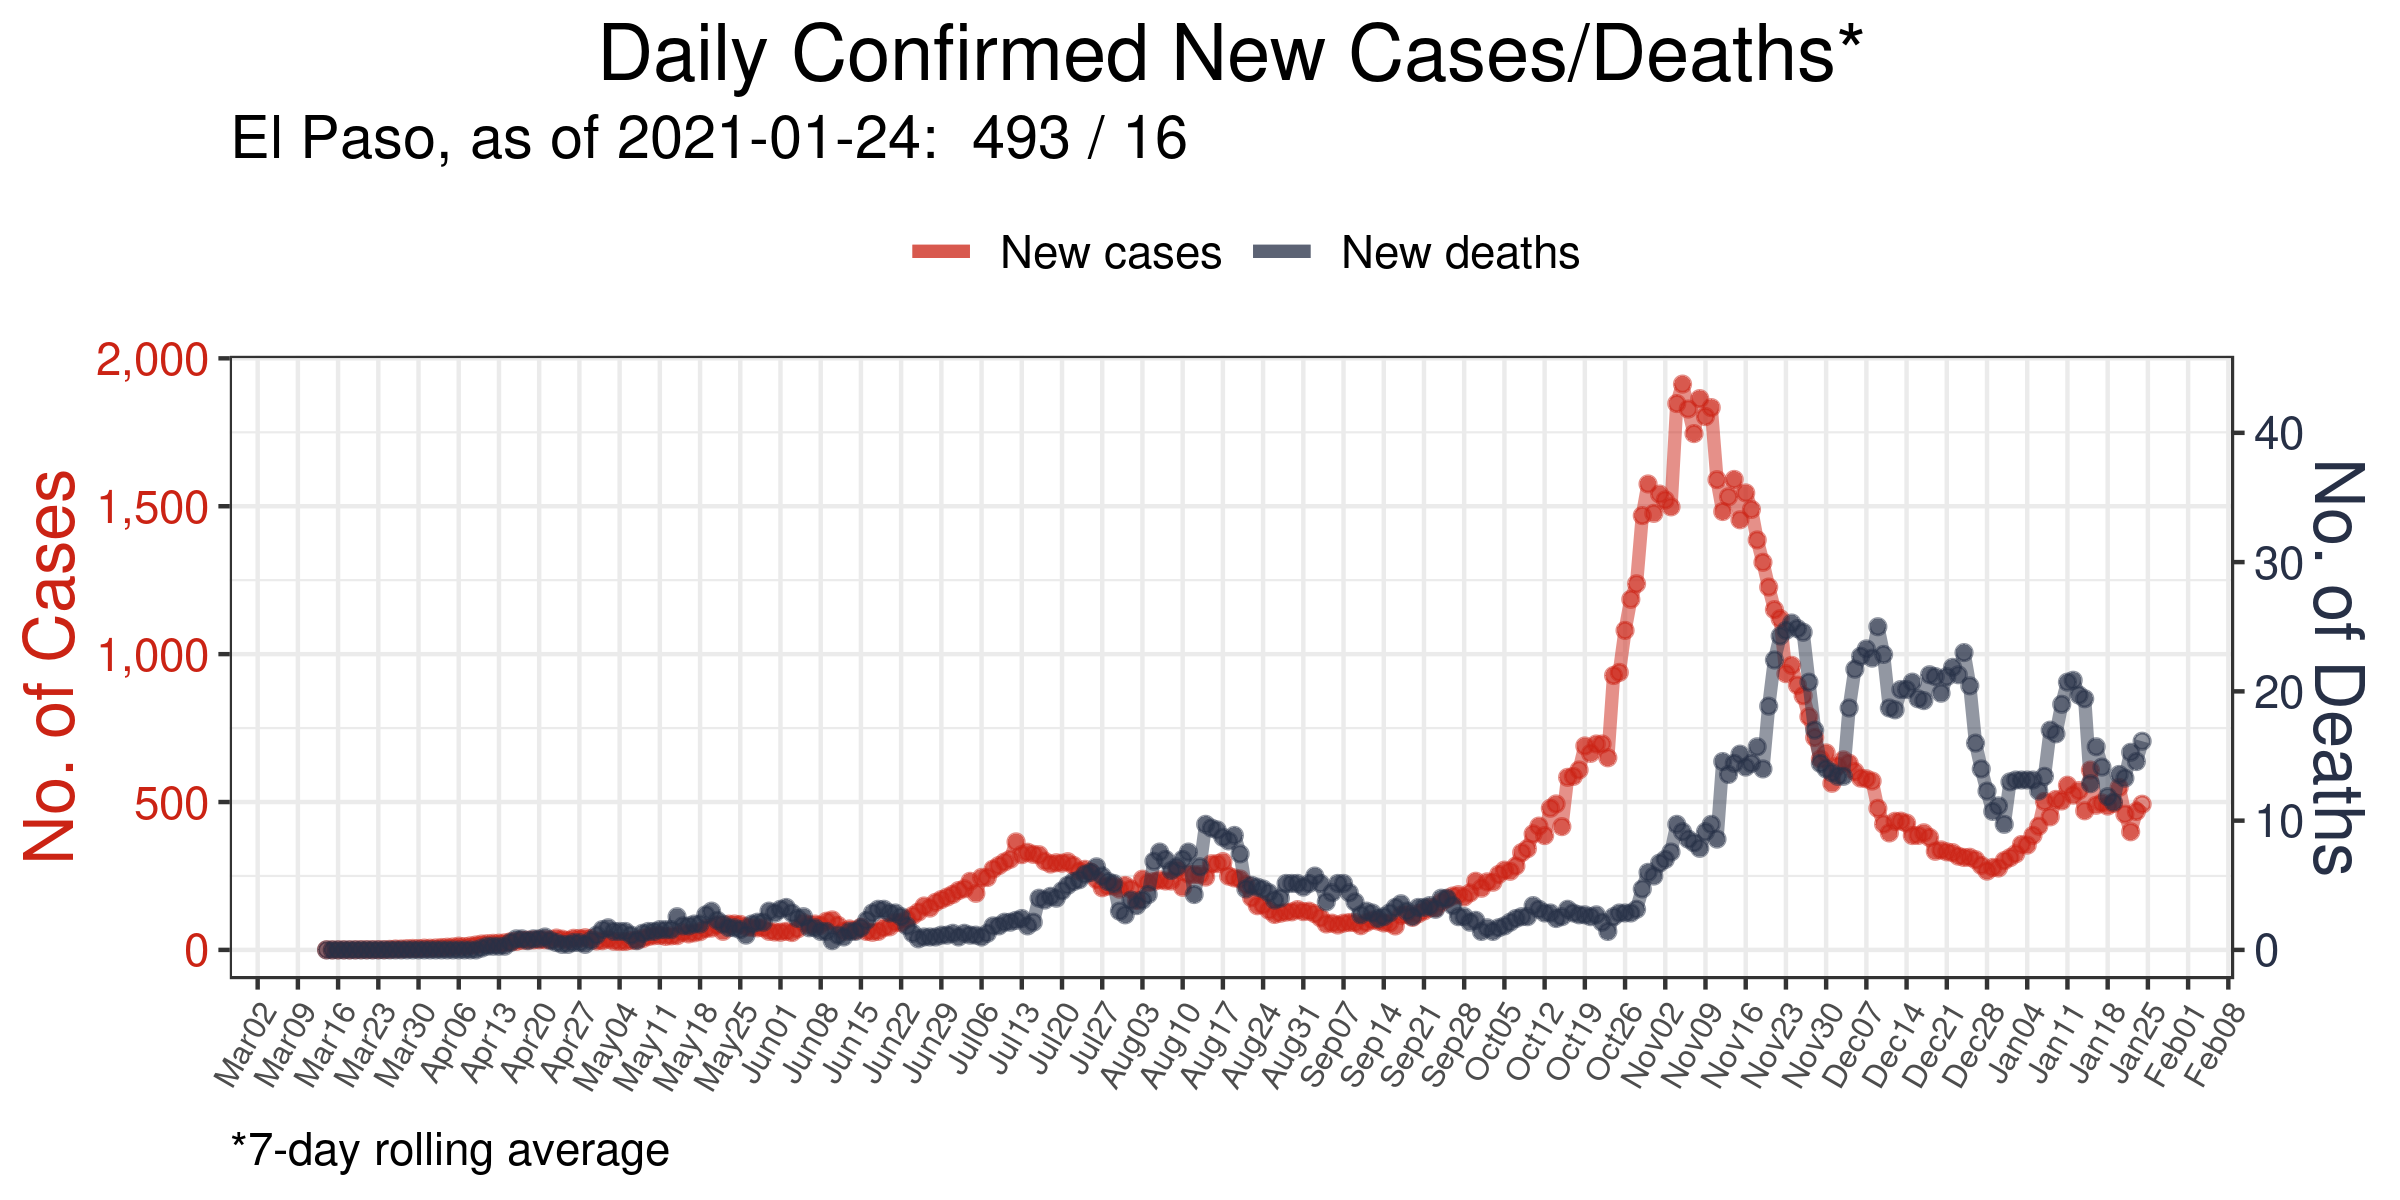 Daily Confirmed New Cases/Deaths*
El Paso, as of 2021-01-24:  493 / 16
New cases New deaths
No. of Cases
2,000
1,500
1,000
500
0
40
30
20
10
0
No. of Deaths
Mar02 Mar09 Mar16 Mar23 Mar30 Apr06 Apr13 Apr20 Apr27 May04 May11 May18 May25 Jun01 Jun08 Jun15 Jun22 Jun29 Jul06 Jul13 Jul20 Jul27 Aug03 Aug10 Aug17 Aug24 Aug31 Sep07 Sep14 Sep21 Sep28 Oct05 Oct12 Oct19 Oct26 Nov02 Nov09 Nov16 Nov23 Nov30 Dec07 Dec14 Dec21 Dec28 Jan04 Jan11 Jan18 Jan25 Feb01 Feb08
*7-day rolling average